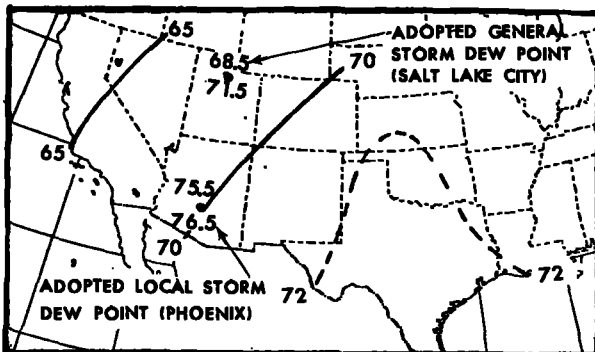 65
68.5
71.5
ADOPTED GENERAL
STORM DEW POINT
(SALT LAKE CITY)
70
65
75.5
76.5
70
ADOPTED LOCAL STORM
DEW POINT (PHOENIX)
72
72